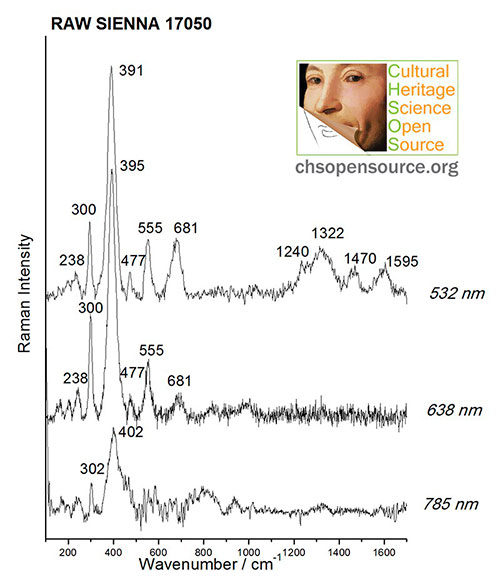 RAW SIENNA 17050
Cultural
Heritage
Science
Open
Source
chsopensource.org
Raman Intensity
391
395
300
238
477
555
681
1240
1322
1470
1595
532 nm
300
238
477
555
681
638 nm
402
302
785 nm
200 400 600 800 1000 1200 1400 1600
Wavenumber / cm-1